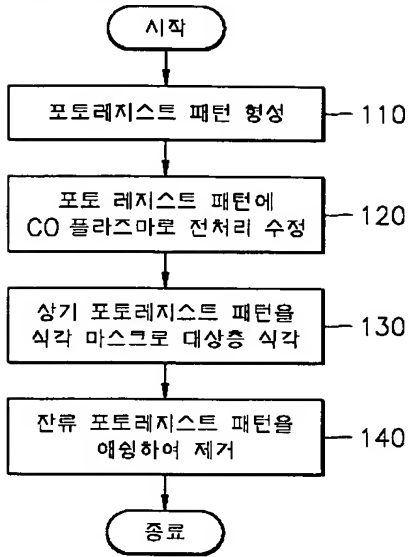 시작
포토레지스트 패턴 형성
110
포토 레지스트 패턴에
CO 플라즈마로 전처리 수정
120
상기 포토레지스트 패턴을
식각 마스크로 대상층 식각
130
잔류 포토레지스트 패턴을
애슁하여 제거
140
종료